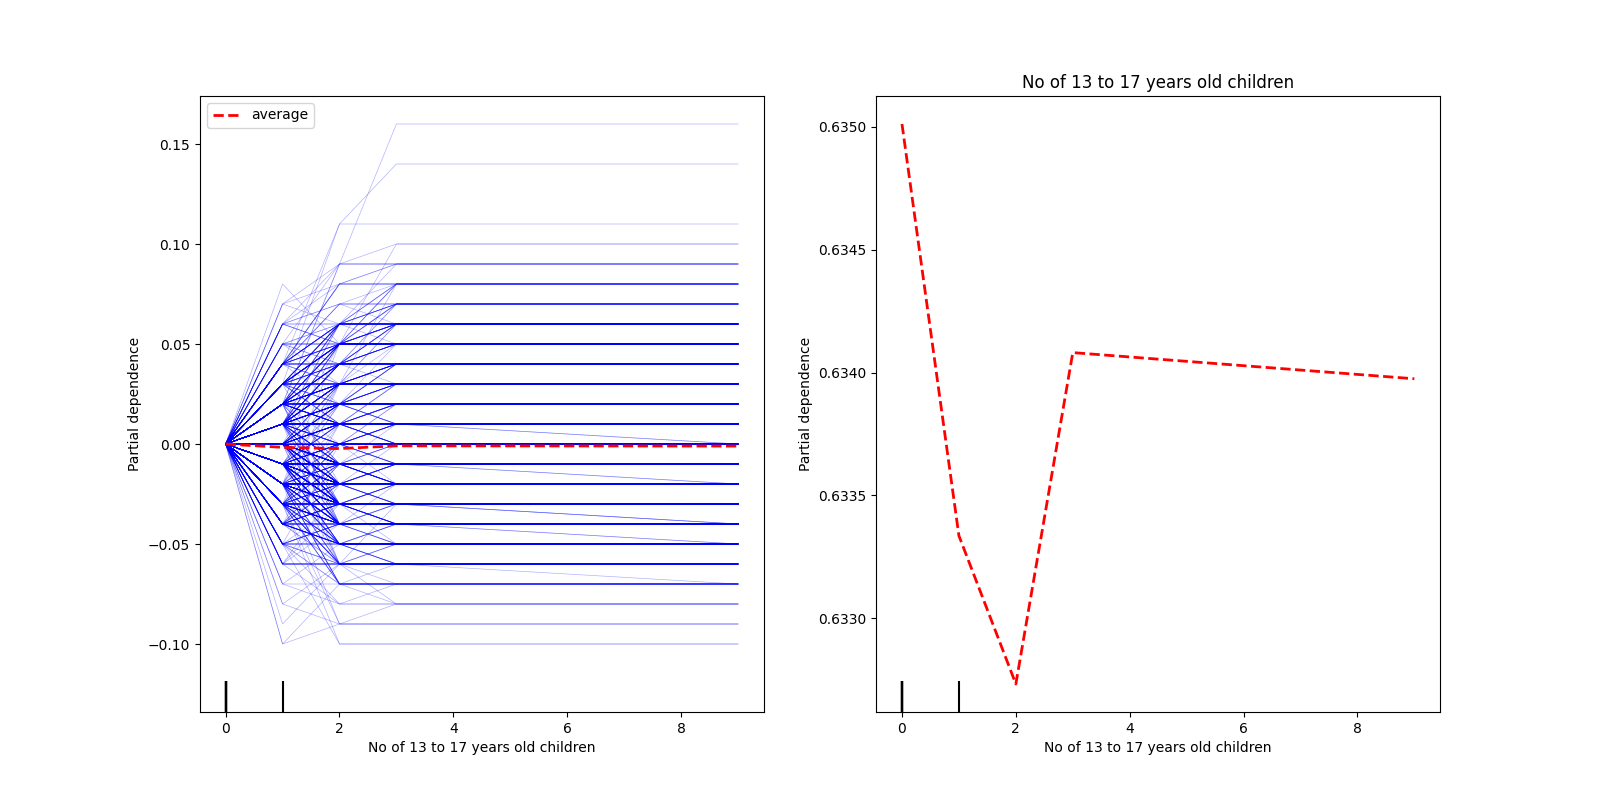 average
0.15
0.10
0.05
0.00
−0.05
−0.10
Partial dependence
0 2 4 6 8
No of 13 to 17 years old children
No of 13 to 17 years old children
0.6350
0.6345
0.6340
0.6335
0.6330
Partial dependence
0 2 4 6 8
No of 13 to 17 years old children